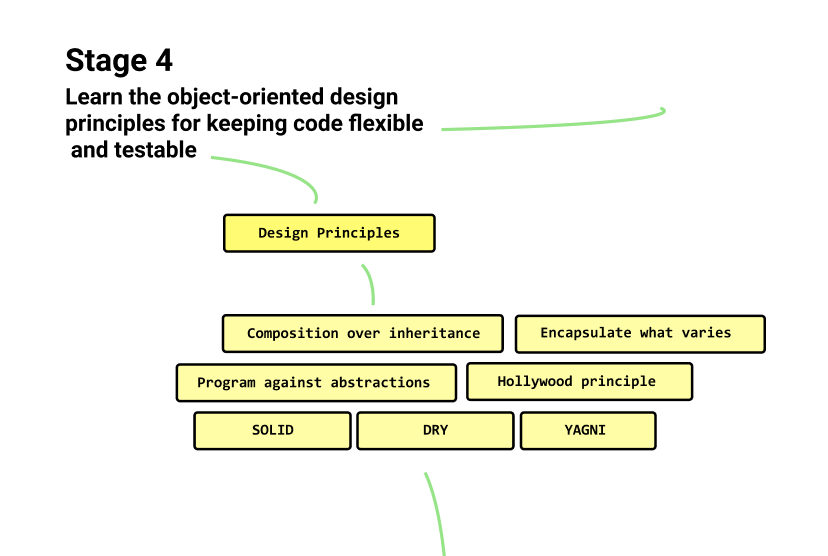 Stage 4
Learn the object-oriented design
principles for keeping code flexible
and testable
Design Principles
Composition over inheritance
Encapsulate what varies
Program against abstractions
Hollywood principle
SOLID
DRY
YAGNI